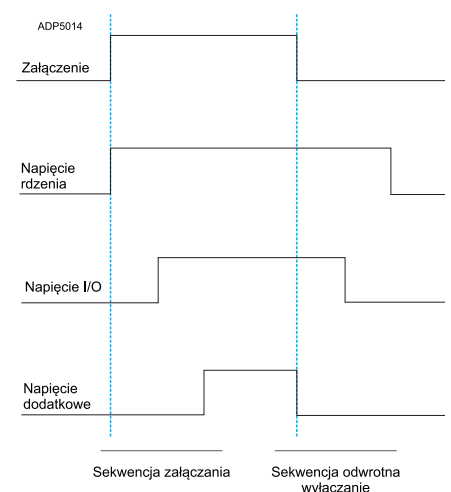 ADP5014
Załączenie
Napięcie
rdzenia
Napięcie I/O
Napięcie
dodatkowe
Sekwencja załączania
Sekwencja odwrotna
wyłączanie